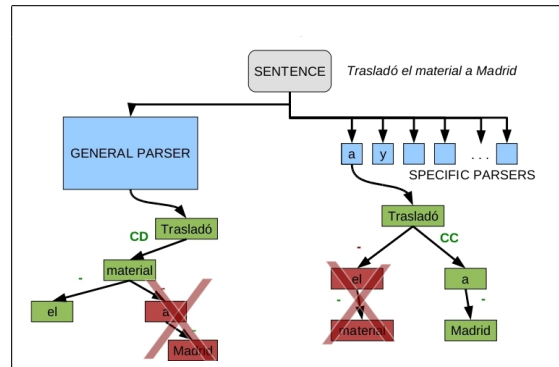 SENTENCE
Trasladó el material a Madrid
GENERAL PARSER
a
y
. . .
SPECIFIC PARSERS
Trasladó
CD
material
-
-
el
a
-
Madrid
Trasladó
-
CC
el
a
-
-
material
Madrid